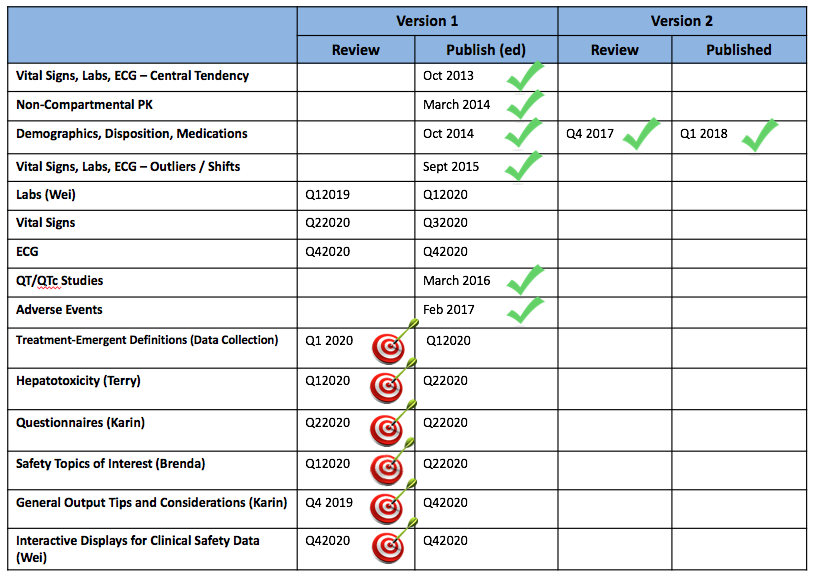 Version 1 Version 2
Review Publish (ed) Review Published
Vital Signs, Labs, ECG – Central Tendency Oct 2013
Non-Compartmental PK March 2014
Demographics, Disposition, Medications Oct 2014 Q4 2017 Q1 2018
Vital Signs, Labs, ECG – Outliers / Shifts Sept 2015
Labs (Wei) Q12019 Q12020
Vital Signs Q22020 Q32020
ECG Q42020 Q42020
QT/QTc Studies March 2016
Adverse Events Feb 2017
Treatment-Emergent Definitions (Data Collection) Q1 2020 Q12020
Hepatotoxicity (Terry) Q12020 Q22020
Questionnaires (Karin) Q22020 Q22020
Safety Topics of Interest (Brenda) Q12020 Q22020
General Output Tips and Considerations (Karin) Q4 2019 Q42020
Interactive Displays for Clinical Safety Data Q42020 Q42020
(Wei)